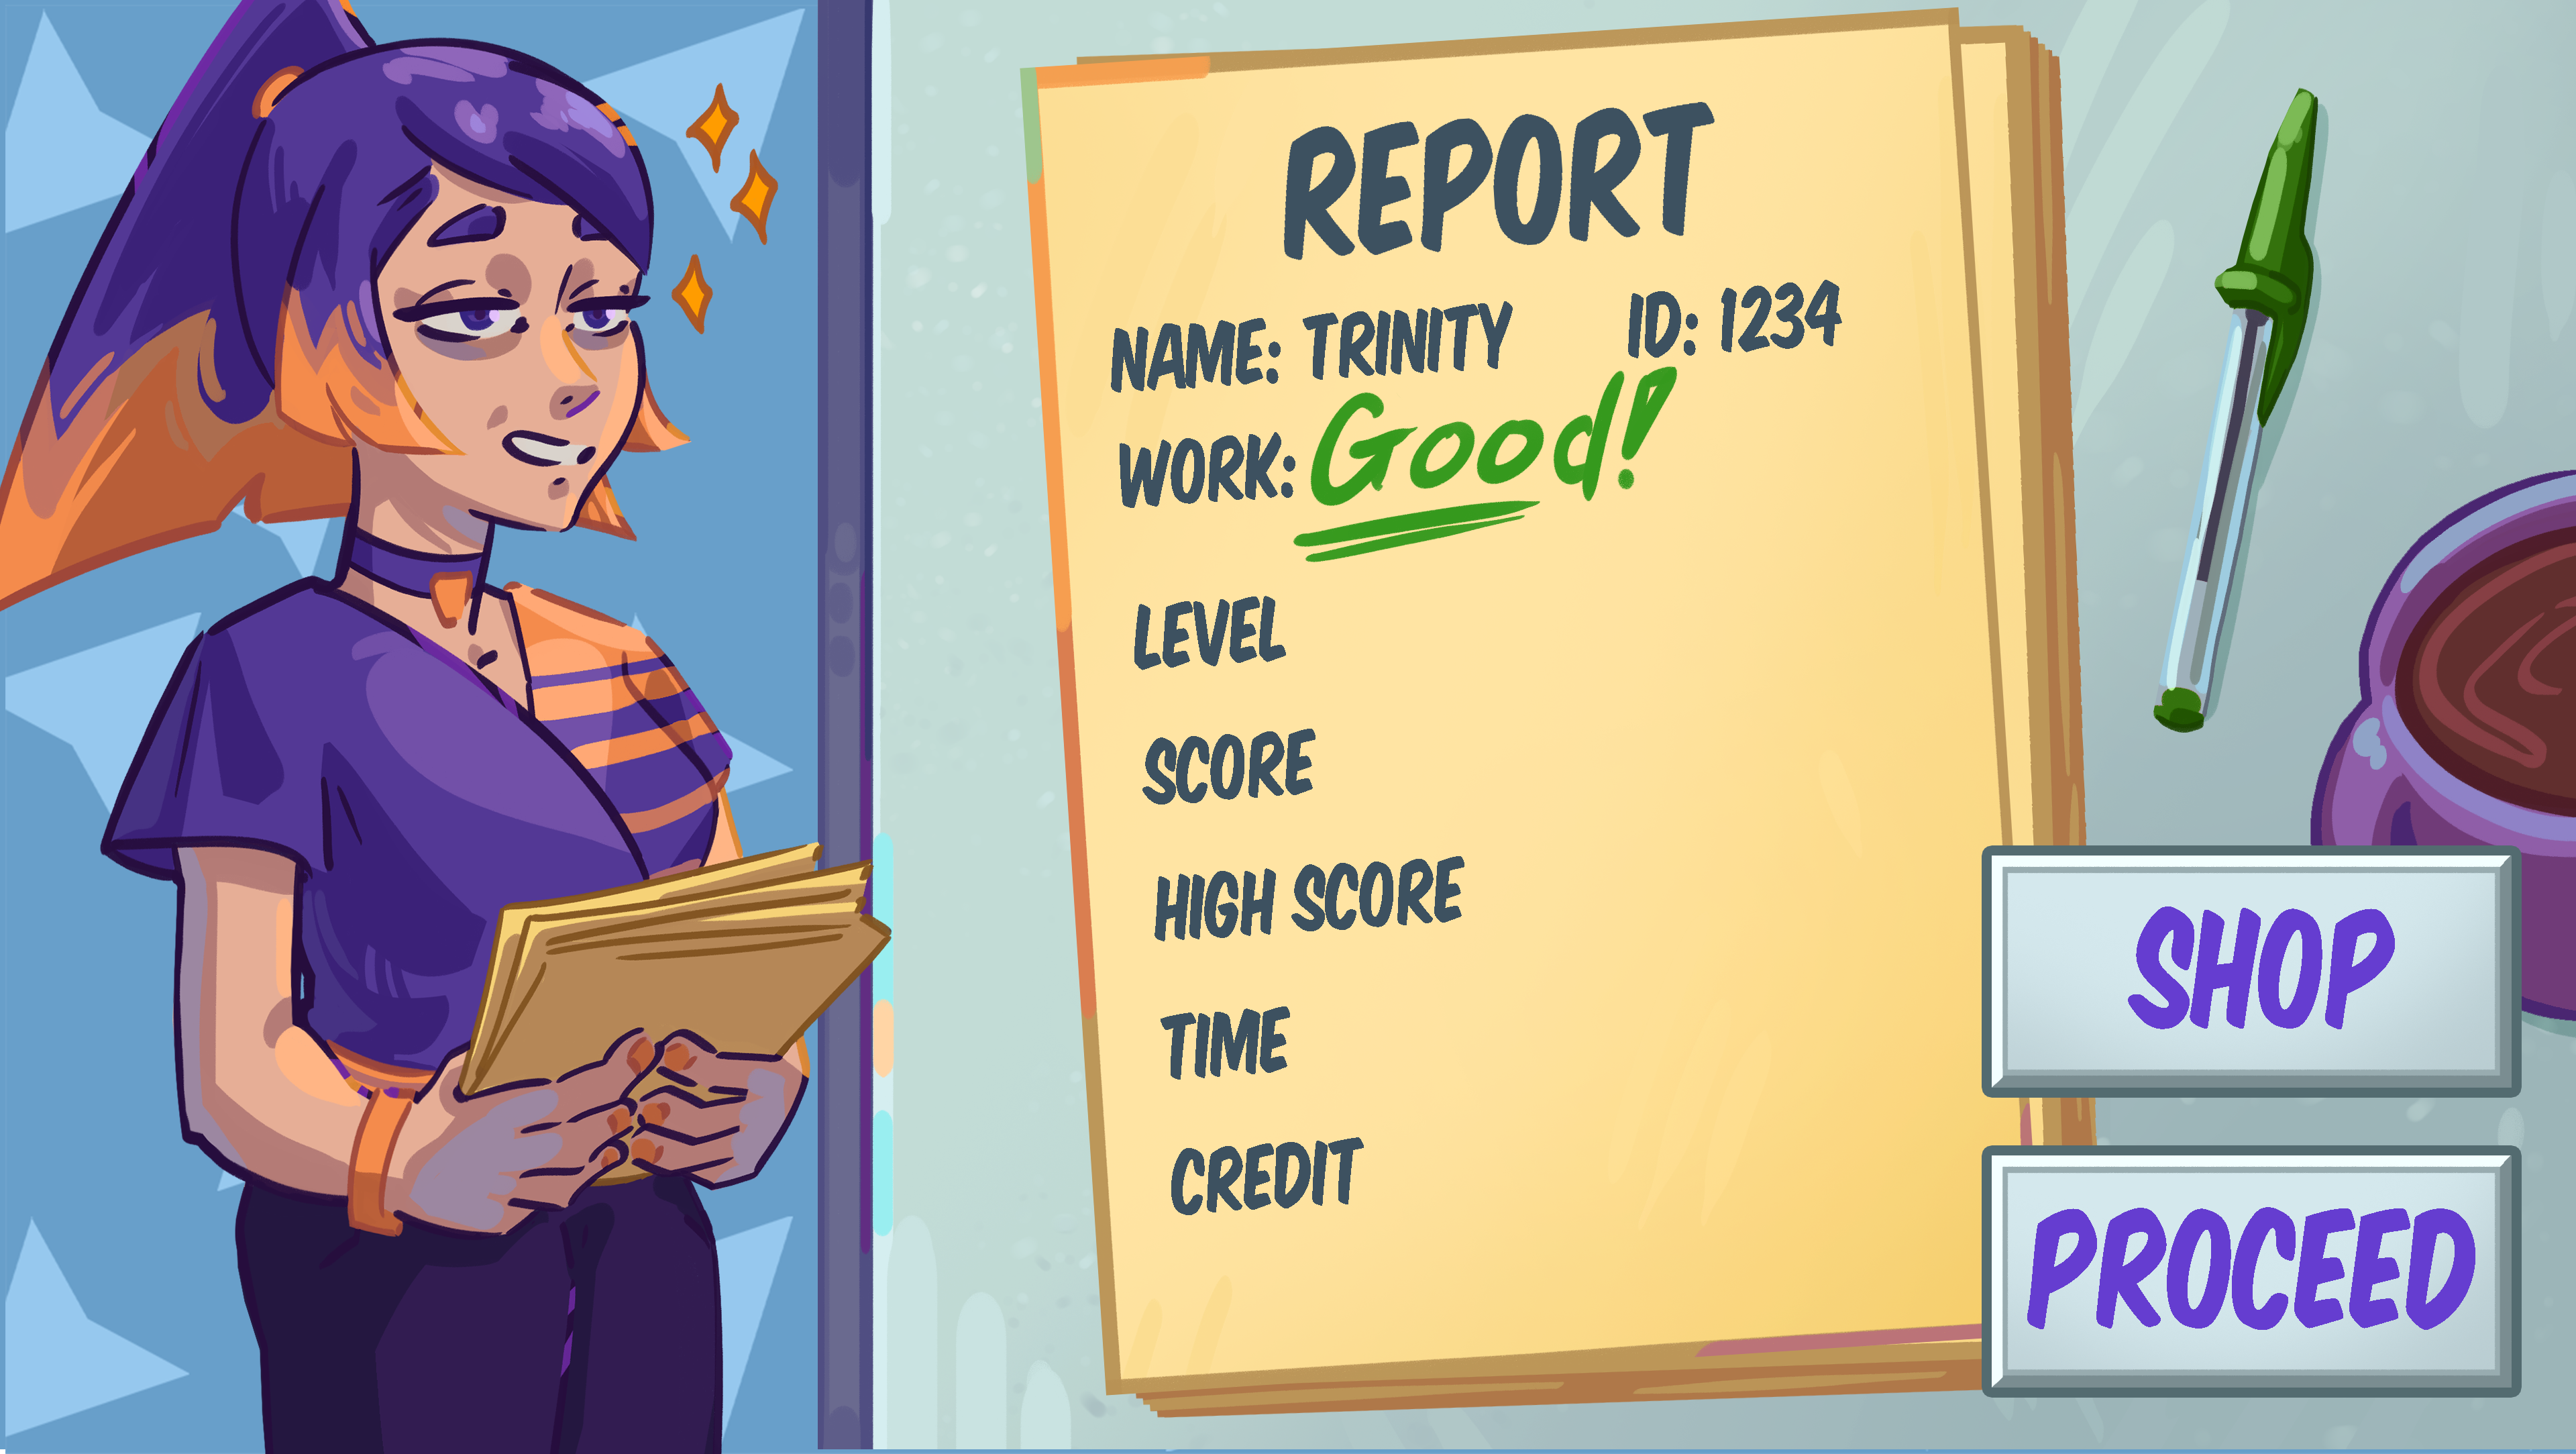 REPORT
NAME: TRINITY ID: 1234
WORK: Good!
LEVEL
SCORE
HIGH SCORE
TIME
CREDIT
SHOP
PROCEED